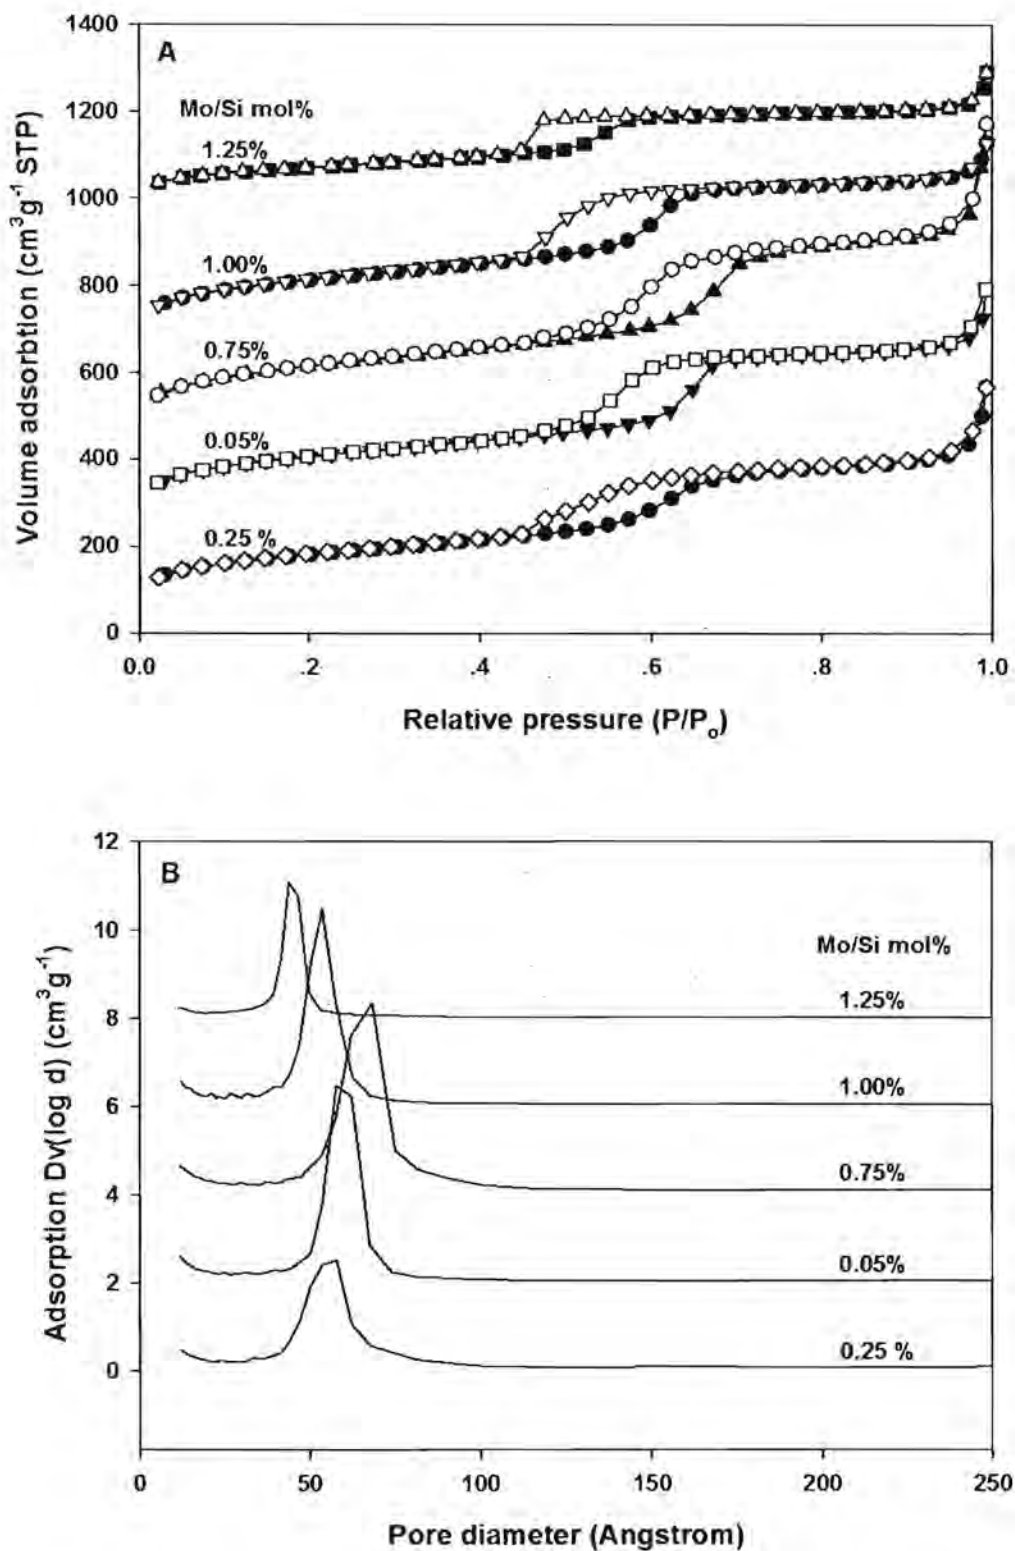 A
Mo/Si mol%
1.25%
1.00%
0.75%
0.05%
0.25 %
1400
1200
1000
800
600
400
200
0
0.0 .2 .4 .6 .8 1.0
Volume adsorbtion (cm³g⁻¹ STP)
Relative pressure (P/Pₒ)
B
Mo/Si mol%
1.25%
1.00%
0.75%
0.05%
0.25 %
12
10
8
6
4
2
0
0 50 100 150 200 250
Adsorption Dv(log d) (cm³g⁻¹)
Pore diameter (Angstrom)